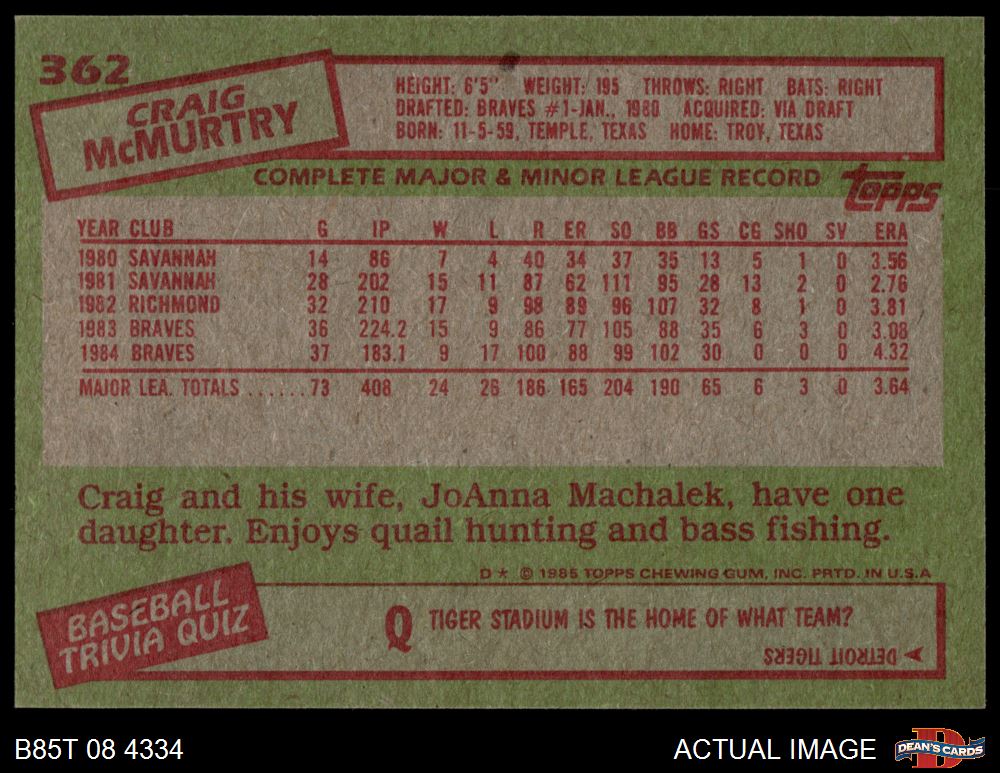 362
CRAIG
McMURTRY
HEIGHT: 6'5" WEIGHT: 195 THROWS: RIGHT BATS: RIGHT
DRAFTED: BRAVES #1-JAN., 1980 ACQUIRED: VIA DRAFT
BORN: 11-5-59, TEMPLE, TEXAS HOME: TROY, TEXAS
COMPLETE MAJOR & MINOR LEAGUE RECORD
topps
YEAR CLUB G IP W L R ER SO BB GS CG SHO SV ERA
1980 SAVANNAH 14 86 7 4 40 34 37 35 13 5 1 0 3.56
1981 SAVANNAH 28 202 15 11 87 62 111 95 28 13 2 0 2.76
1982 RICHMOND 32 210 17 9 98 89 96 107 32 8 1 0 3.81
1983 BRAVES 36 224.2 15 9 86 77 105 88 35 6 3 0 3.08
1984 BRAVES 37 183.1 9 17 100 88 99 102 30 0 0 0 4.32
MAJOR LEA. TOTALS ......73 408 24 26 186 165 204 190 65 6 3 0 3.64
Craig and his wife, JoAnna Machalek, have one
daughter. Enjoys quail hunting and bass fishing.
D* © 1985 TOPPS CHEWING GUM, INC. PRTD. IN U.S.A
BASEBALL
TRIVIA QUIZ
Q TIGER STADIUM IS THE HOME OF WHAT TEAM?
DETROIT TIGERS
B85T 08 4334
ACTUAL IMAGE
D
DEAN'S CARDS